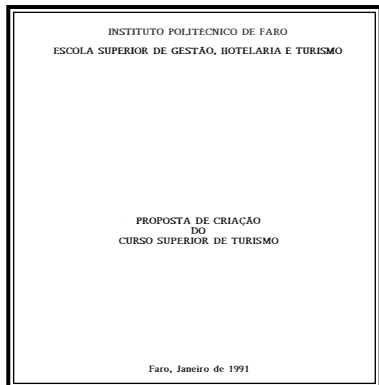 INSTITUTO POLITÉCNICO DE FARO
ESCOLA SUPERIOR DE GESTÃO, HOTELARIA E TURISMO
PROPOSTA DE CRIAÇÃO
DO
CURSO SUPERIOR DE TURISMO
Faro, Janeiro de 1991